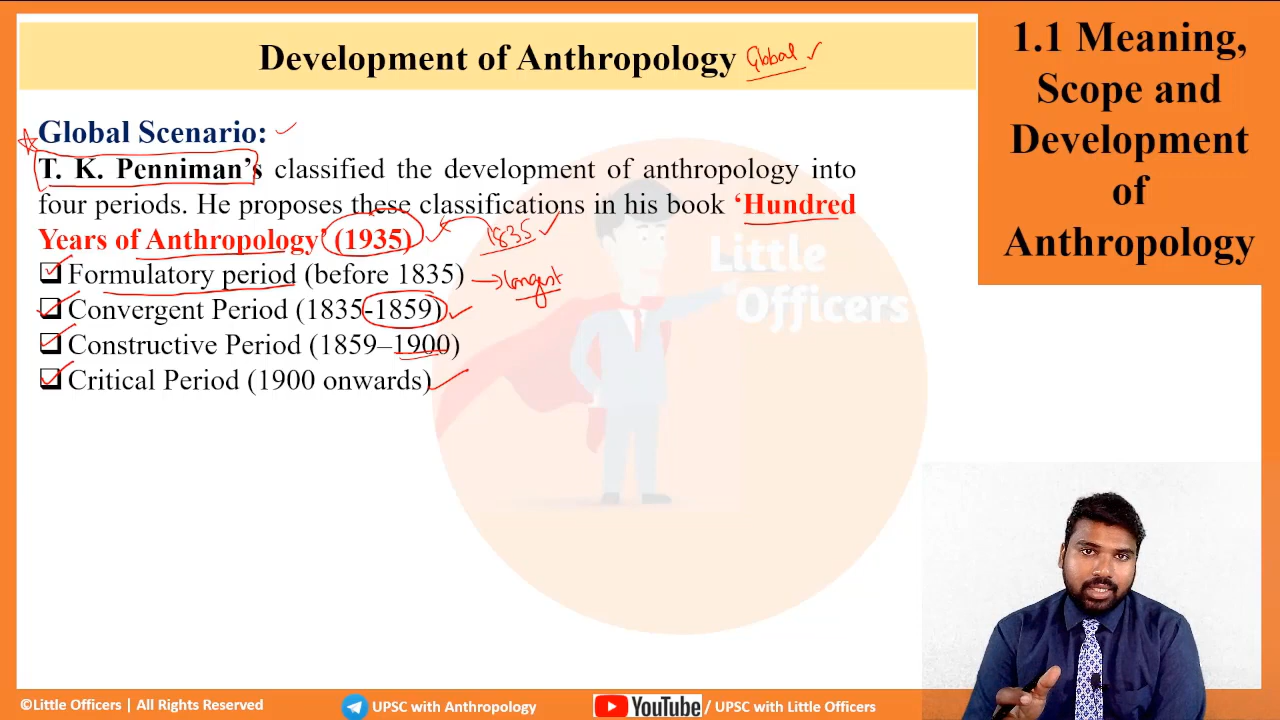 Development of Anthropology Global
1.1 Meaning,
Scope and
Development
of
Anthropology
Global Scenario:
T. K. Penniman's classified the development of anthropology into
four periods. He proposes these classifications in his book ‘Hundred
Years of Anthropology’ (1935) 1835
Formulatory period (before 1835) longest
Convergent Period (1835-1859)
Constructive Period (1859–1900)
Critical Period (1900 onwards)
Little
Officers
©Little Officers | All Rights Reserved
UPSC with Anthropology
YouTube / UPSC with Little Officers